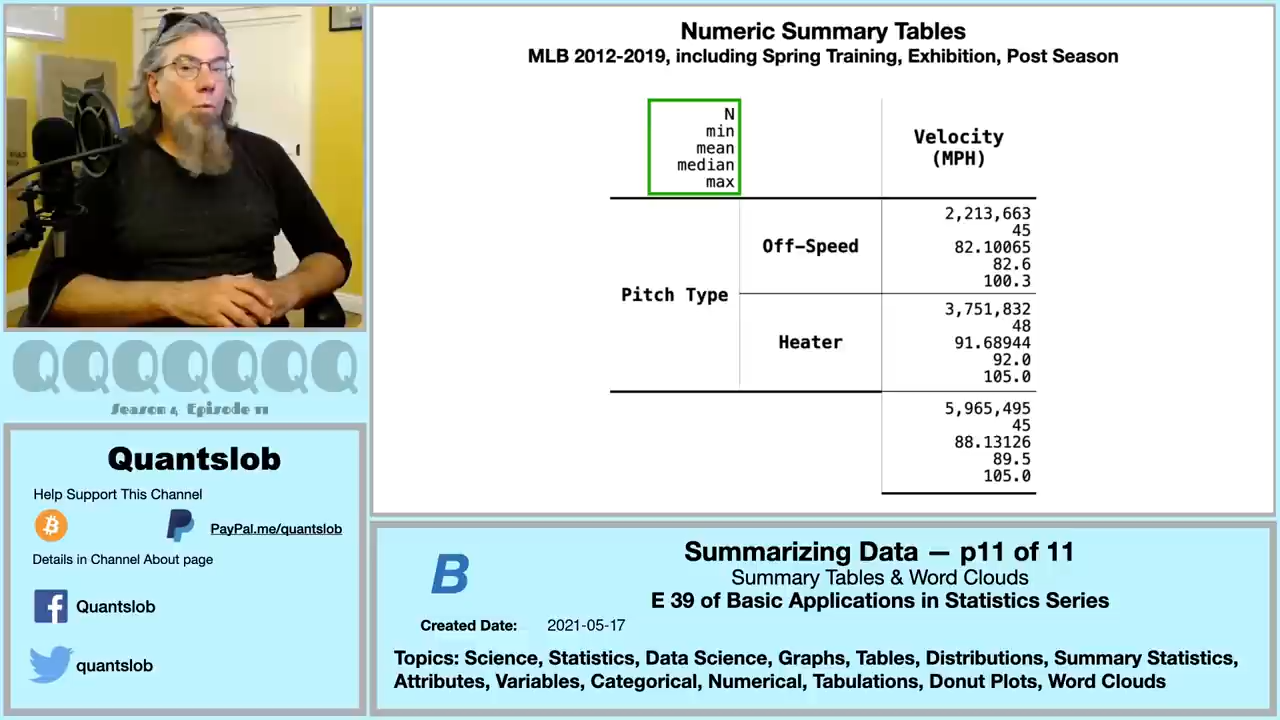 Numeric Summary Tables
MLB 2012-2019, including Spring Training, Exhibition, Post Season
N
min
mean
median
max
Velocity
(MPH)
Pitch Type
Off-Speed
2,213,663
45
82.10065
82.6
100.3
Heater
3,751,832
48
91.68944
92.0
105.0
5,965,495
45
88.13126
89.5
105.0
QQQQQQQ
Season 4 Episode 11
Quantslob
Help Support This Channel
PayPal.me/quantslob
Details in Channel About page
Quantslob
quantslob
B
Summarizing Data — p11 of 11
Summary Tables & Word Clouds
E 39 of Basic Applications in Statistics Series
Created Date: 2021-05-17
Topics: Science, Statistics, Data Science, Graphs, Tables, Distributions, Summary Statistics,
Attributes, Variables, Categorical, Numerical, Tabulations, Donut Plots, Word Clouds